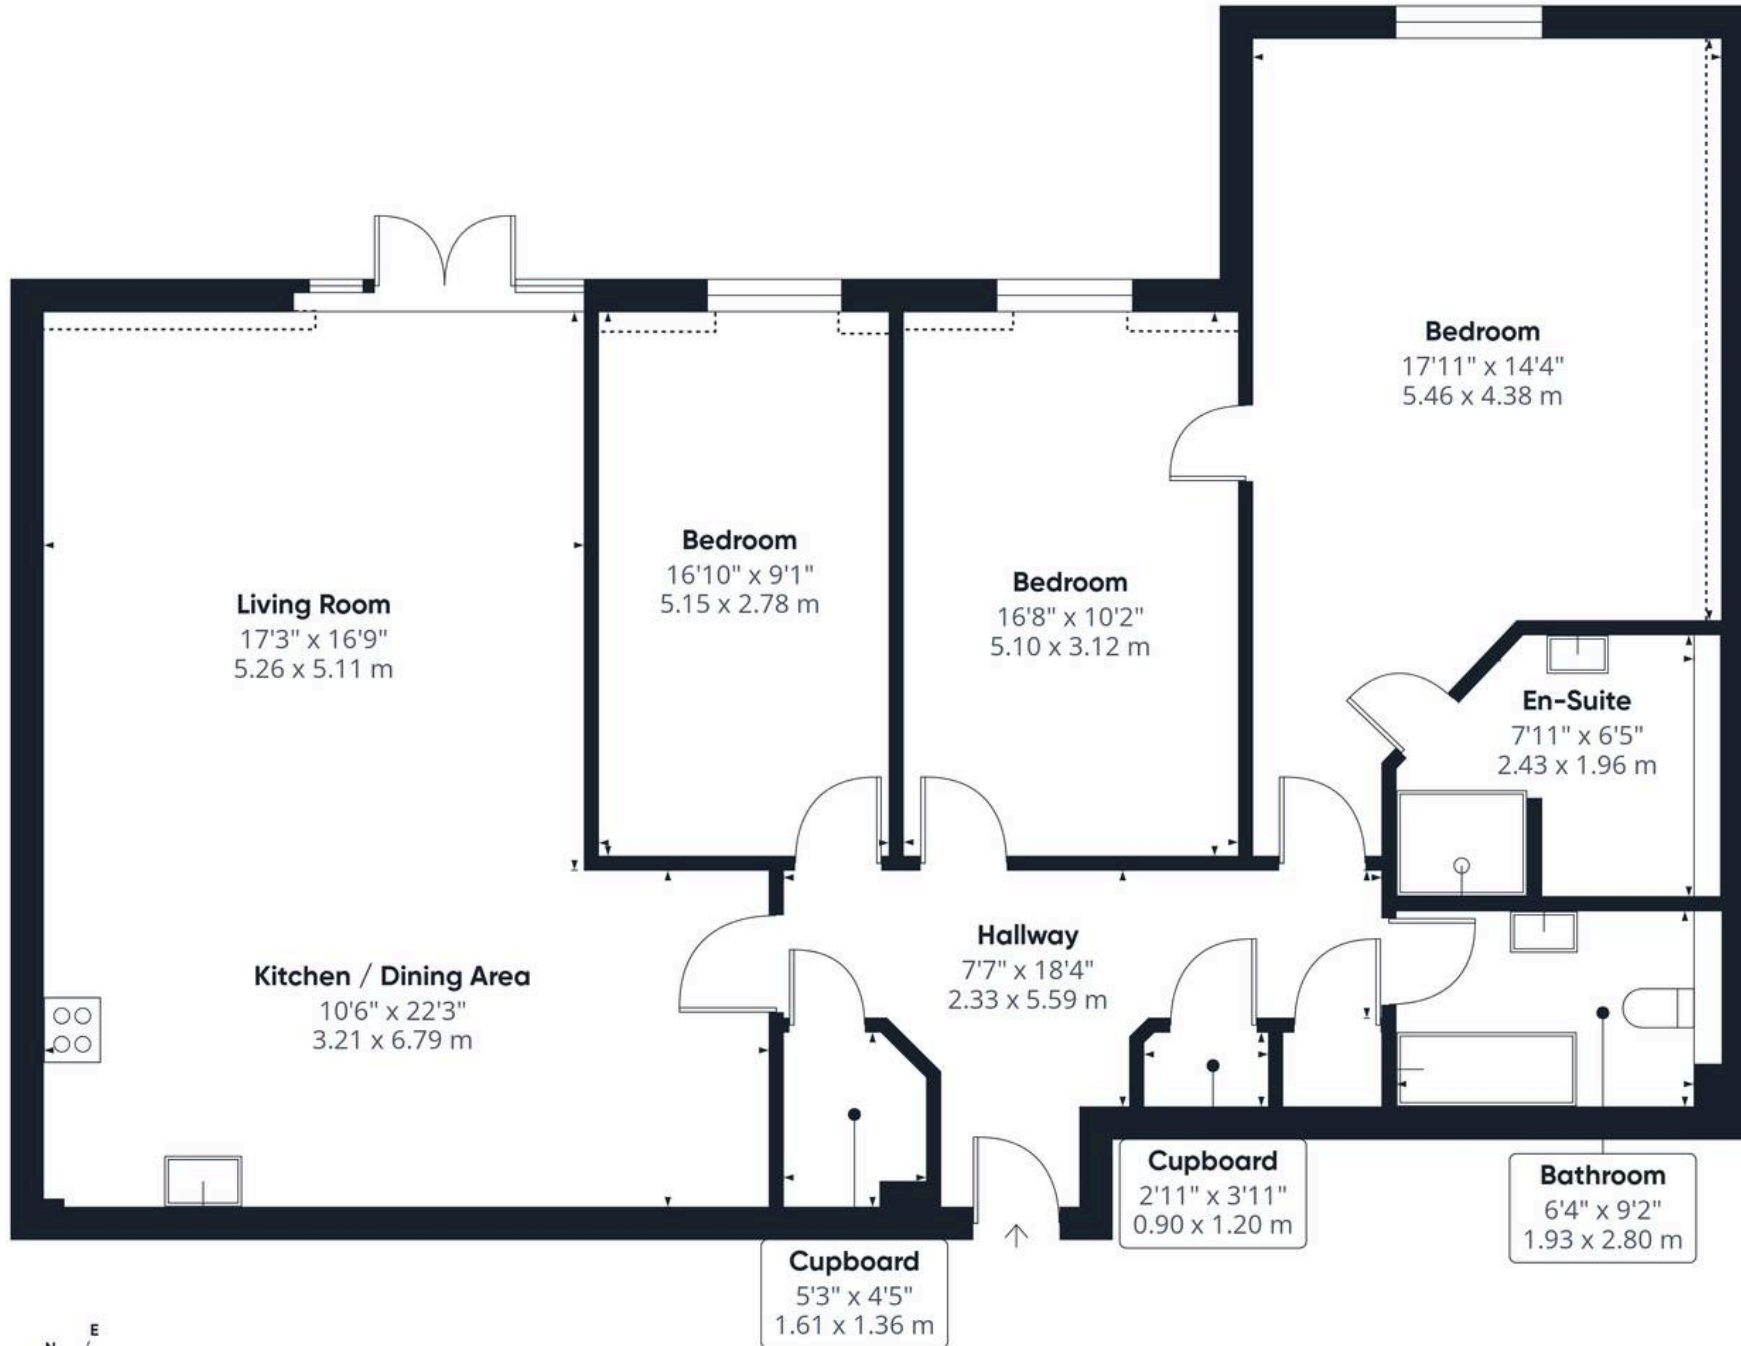 Bedroom
17'11" x 14'4"
5.46 x 4.38 m
Bedroom
16'10" x 9'1"
5.15 x 2.78 m
Bedroom
16'8" x 10'2"
5.10 x 3.12 m
Living Room
17'3" x 16'9"
5.26 x 5.11 m
En-Suite
7'11" x 6'5"
2.43 x 1.96 m
Hallway
7'7" x 18'4"
2.33 x 5.59 m
Kitchen / Dining Area
10'6" x 22'3"
3.21 x 6.79 m
Cupboard
2'11" x 3'11"
0.90 x 1.20 m
Bathroom
6'4" x 9'2"
1.93 x 2.80 m
Cupboard
5'3" x 4'5"
1.61 x 1.36 m
E
N